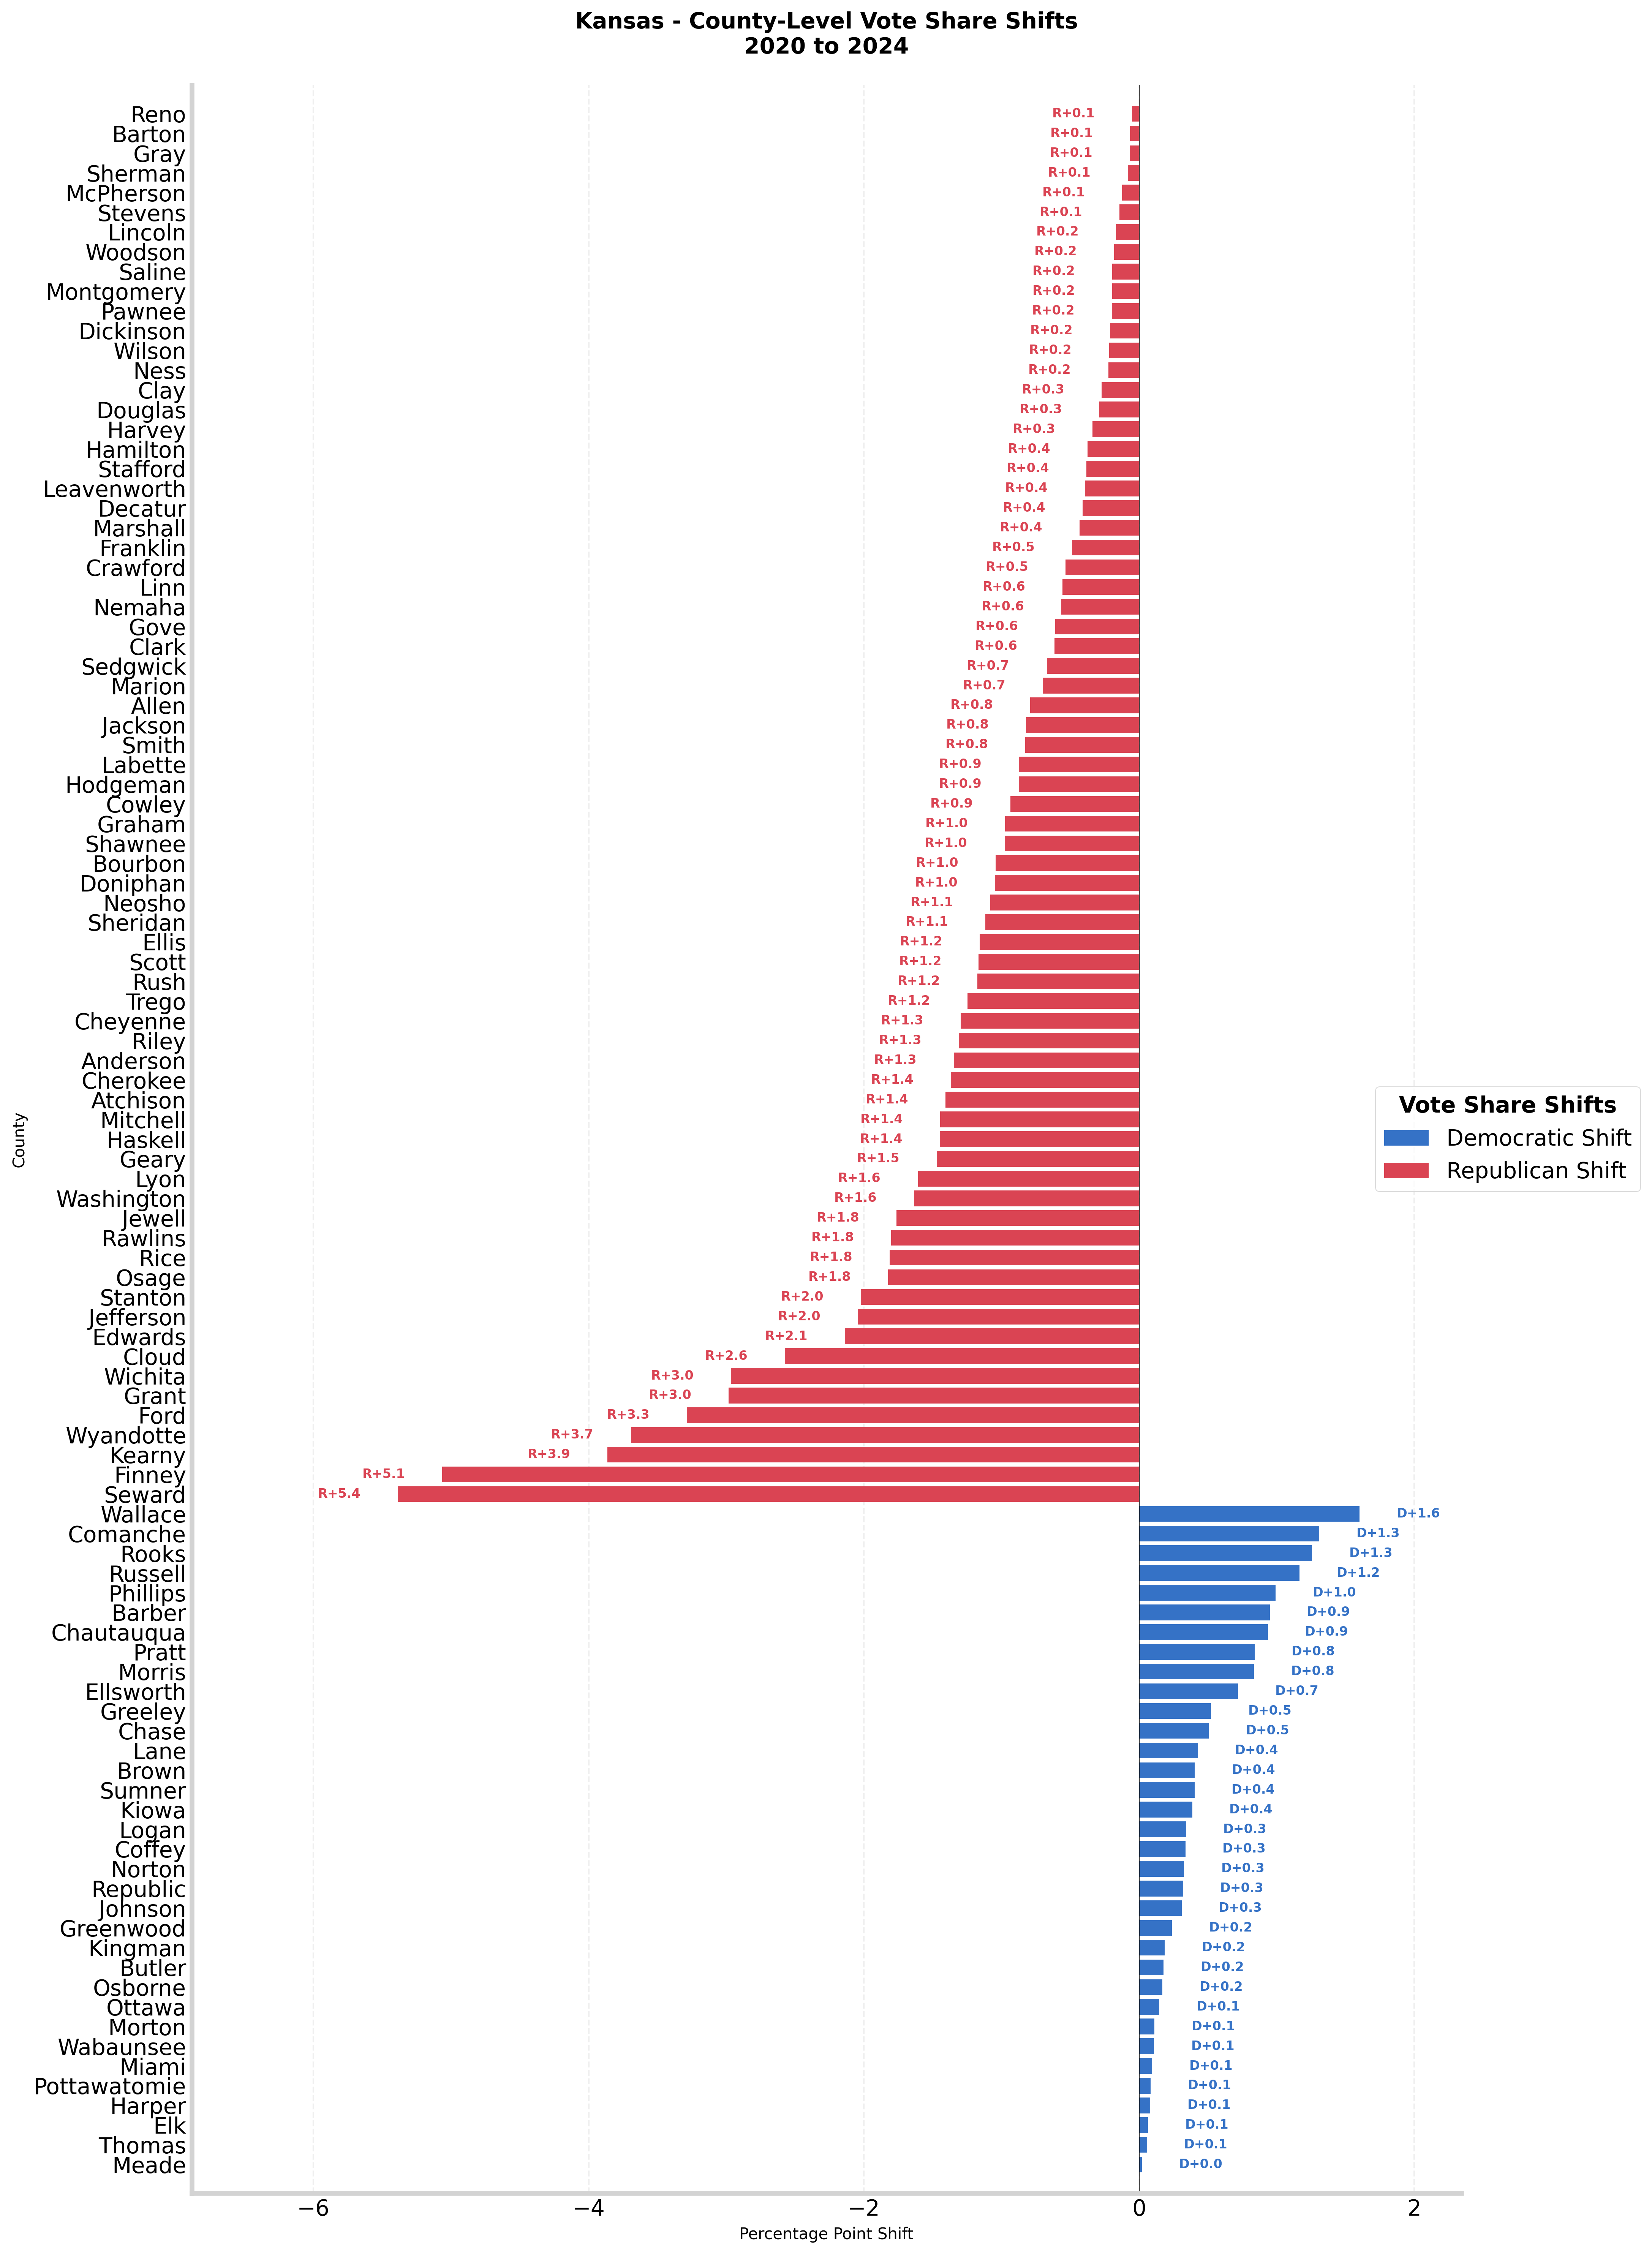 Kansas - County-Level Vote Share Shifts
2020 to 2024
County
Reno R+0.1
Barton R+0.1
Gray R+0.1
Sherman R+0.1
McPherson R+0.1
Stevens R+0.1
Lincoln R+0.2
Woodson R+0.2
Saline R+0.2
Montgomery R+0.2
Pawnee R+0.2
Dickinson R+0.2
Wilson R+0.2
Ness R+0.2
Clay R+0.3
Douglas R+0.3
Harvey R+0.3
Hamilton R+0.4
Stafford R+0.4
Leavenworth R+0.4
Decatur R+0.4
Marshall R+0.4
Franklin R+0.5
Crawford R+0.5
Linn R+0.6
Nemaha R+0.6
Gove R+0.6
Clark R+0.6
Sedgwick R+0.7
Marion R+0.7
Allen R+0.8
Jackson R+0.8
Smith R+0.8
Labette R+0.9
Hodgeman R+0.9
Cowley R+0.9
Graham R+1.0
Shawnee R+1.0
Bourbon R+1.0
Doniphan R+1.0
Neosho R+1.1
Sheridan R+1.1
Ellis R+1.2
Scott R+1.2
Rush R+1.2
Trego R+1.2
Cheyenne R+1.3
Riley R+1.3
Anderson R+1.3
Cherokee R+1.4
Atchison R+1.4
Mitchell R+1.4
Haskell R+1.4
Geary R+1.5
Lyon R+1.6
Washington R+1.6
Jewell R+1.8
Rawlins R+1.8
Rice R+1.8
Osage R+1.8
Stanton R+2.0
Jefferson R+2.0
Edwards R+2.1
Cloud R+2.6
Wichita R+3.0
Grant R+3.0
Ford R+3.3
Wyandotte R+3.7
Kearny R+3.9
Finney R+5.1
Seward R+5.4
Wallace D+1.6
Comanche D+1.3
Rooks D+1.3
Russell D+1.2
Phillips D+1.0
Barber D+0.9
Chautauqua D+0.9
Pratt D+0.8
Morris D+0.8
Ellsworth D+0.7
Greeley D+0.5
Chase D+0.5
Lane D+0.4
Brown D+0.4
Sumner D+0.4
Kiowa D+0.4
Logan D+0.3
Coffey D+0.3
Norton D+0.3
Republic D+0.3
Johnson D+0.3
Greenwood D+0.2
Kingman D+0.2
Butler D+0.2
Osborne D+0.2
Ottawa D+0.1
Morton D+0.1
Wabaunsee D+0.1
Miami D+0.1
Pottawatomie D+0.1
Harper D+0.1
Elk D+0.1
Thomas D+0.1
Meade D+0.0
−6 −4 −2 0 2
Percentage Point Shift
Vote Share Shifts
Democratic Shift
Republican Shift